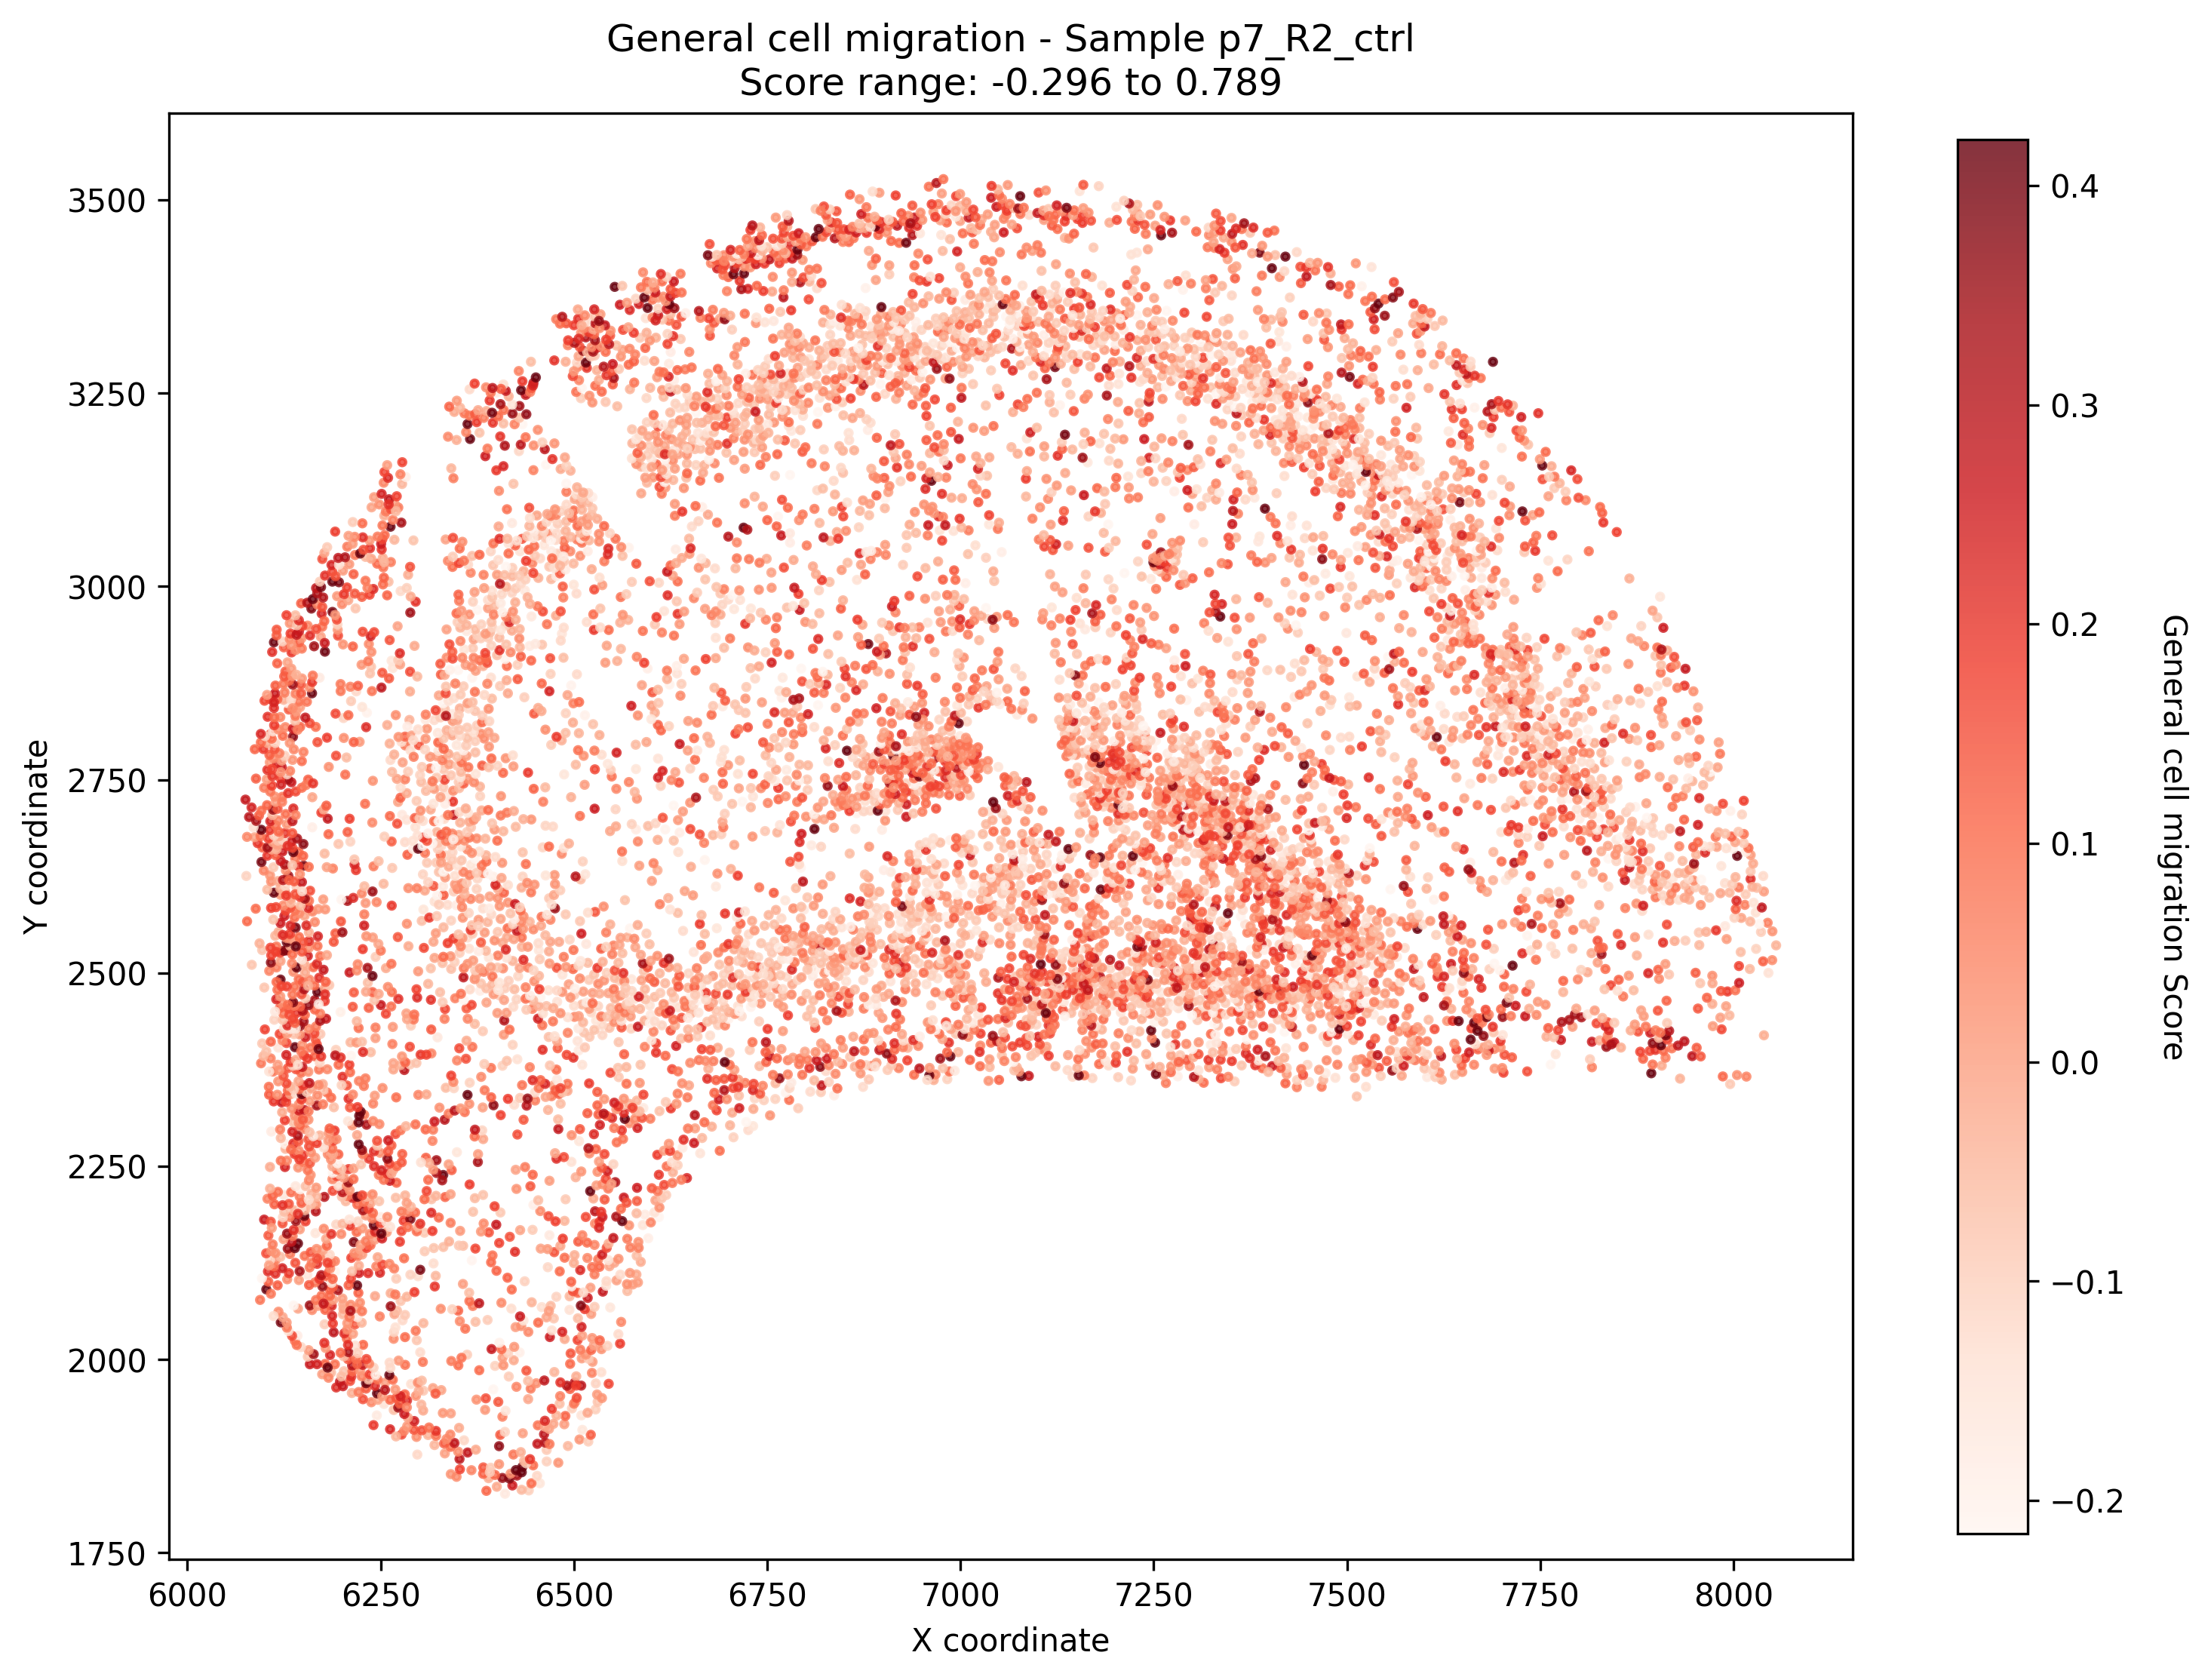 General cell migration - Sample p7_R2_ctrl
Score range: -0.296 to 0.789
Y coordinate
3500
3250
3000
2750
2500
2250
2000
1750
6000 6250 6500 6750 7000 7250 7500 7750 8000
X coordinate
0.4
0.3
0.2
0.1
0.0
−0.1
−0.2
General cell migration Score